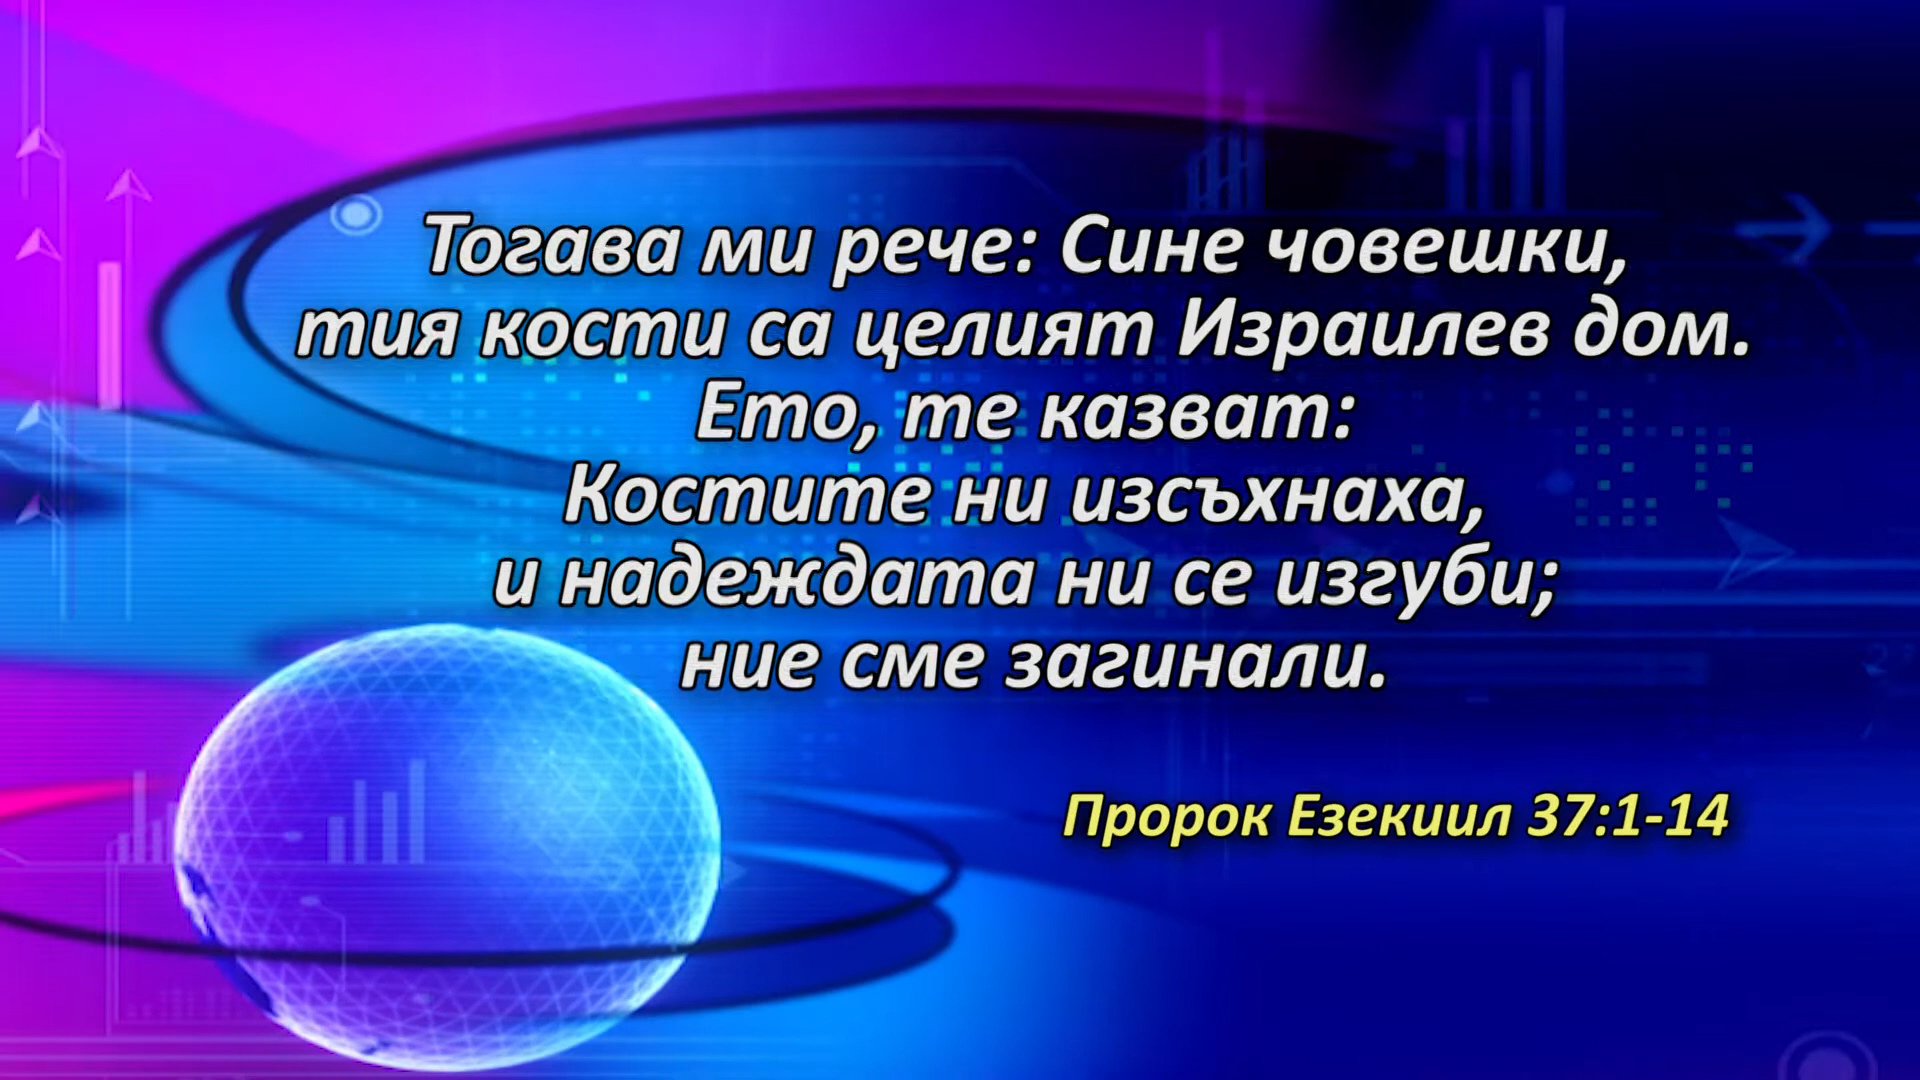 Тогава ми рече: Сине човешки,
тия кости са целият Израилев дом.
Ето, те казват:
Костите ни изсъхнаха,
и надеждата ни се изгуби;
ние сме загинали.
Пророк Езекиил 37:1-14